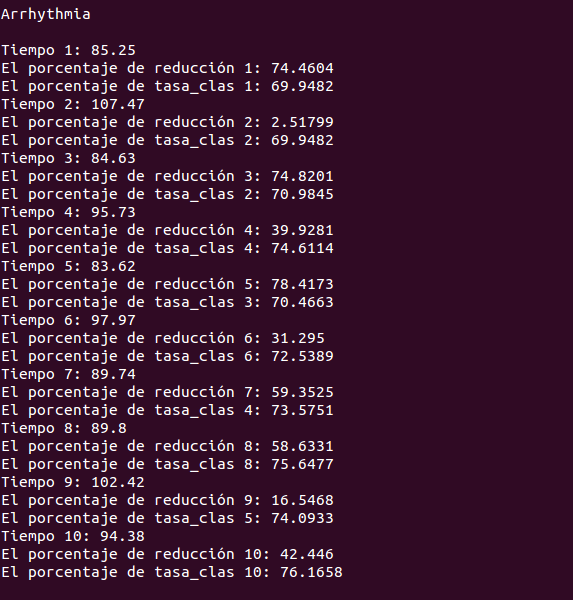 Arrhythmia
Tiempo 1: 85.25
El porcentaje de reducción 1: 74.4604
El porcentaje de tasa_clas 1: 69.9482
Tiempo 2: 107.47
El porcentaje de reducción 2: 2.51799
El porcentaje de tasa_clas 2: 69.9482
Tiempo 3: 84.63
El porcentaje de reducción 3: 74.8201
El porcentaje de tasa_clas 2: 70.9845
Tiempo 4: 95.73
El porcentaje de reducción 4: 39.9281
El porcentaje de tasa_clas 4: 74.6114
Tiempo 5: 83.62
El porcentaje de reducción 5: 78.4173
El porcentaje de tasa_clas 3: 70.4663
Tiempo 6: 97.97
El porcentaje de reducción 6: 31.295
El porcentaje de tasa_clas 6: 72.5389
Tiempo 7: 89.74
El porcentaje de reducción 7: 59.3525
El porcentaje de tasa_clas 4: 73.5751
Tiempo 8: 89.8
El porcentaje de reducción 8: 58.6331
El porcentaje de tasa_clas 8: 75.6477
Tiempo 9: 102.42
El porcentaje de reducción 9: 16.5468
El porcentaje de tasa_clas 5: 74.0933
Tiempo 10: 94.38
El porcentaje de reducción 10: 42.446
El porcentaje de tasa_clas 10: 76.1658